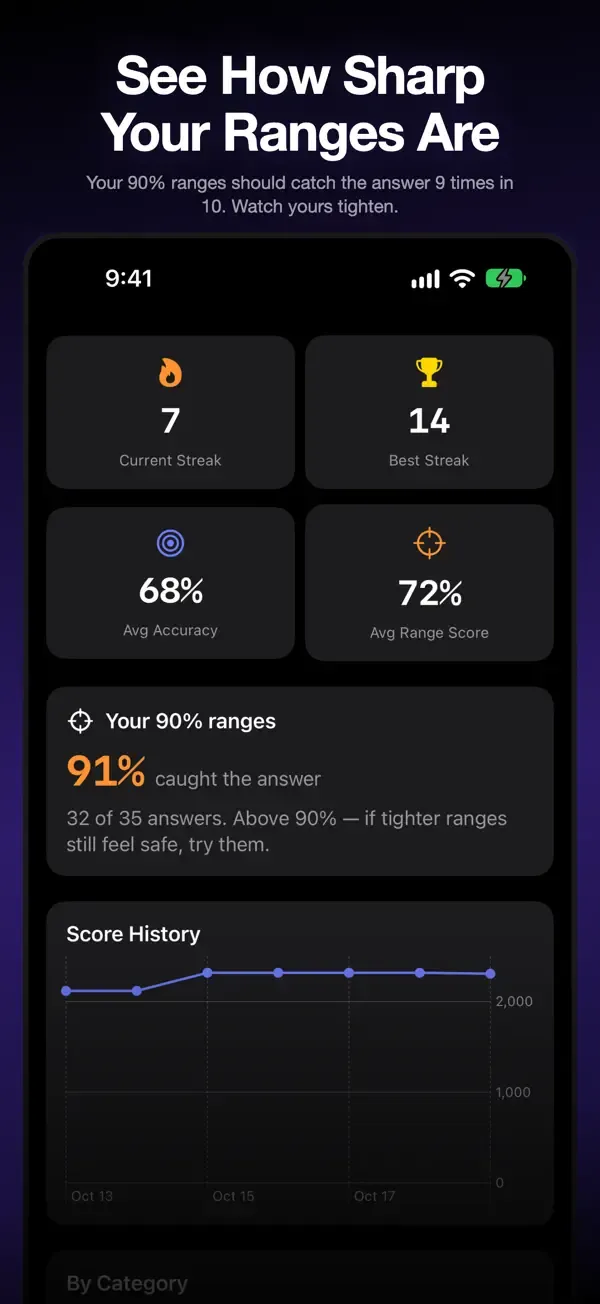 See How Sharp
Your Ranges Are
Your 90% ranges should catch the answer 9 times in
10. Watch yours tighten.
9:41
7
Current Streak
14
Best Streak
68%
Avg Accuracy
72%
Avg Range Score
Your 90% ranges
91% caught the answer
32 of 35 answers. Above 90% — if tighter ranges
still feel safe, try them.
Score History
2,000
1,000
0
Oct 13
Oct 15
Oct 17
By Category